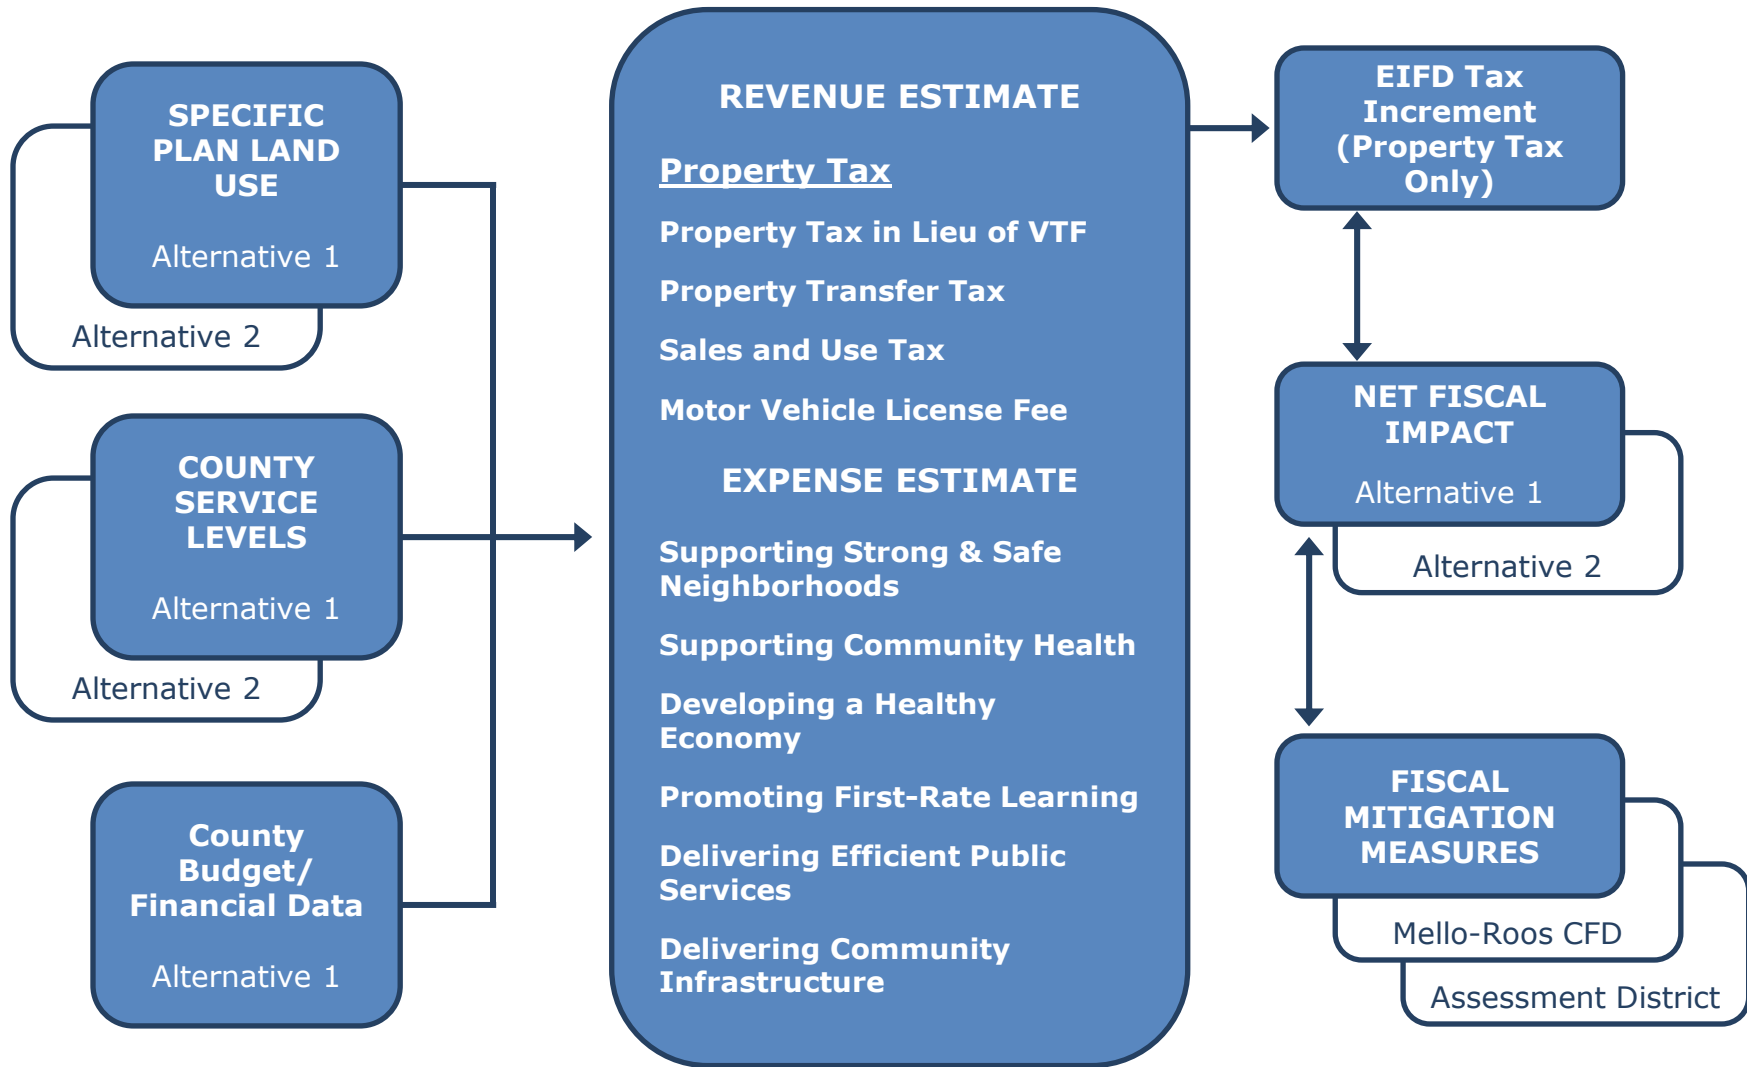 SPECIFIC
PLAN LAND
USE
Alternative 1
Alternative 2
COUNTY
SERVICE
LEVELS
Alternative 1
Alternative 2
County
Budget/
Financial Data
Alternative 1
REVENUE ESTIMATE
Property Tax
Property Tax in Lieu of VTF
Property Transfer Tax
Sales and Use Tax
Motor Vehicle License Fee
EXPENSE ESTIMATE
Supporting Strong & Safe
Neighborhoods
Supporting Community Health
Developing a Healthy
Economy
Promoting First-Rate Learning
Delivering Efficient Public
Services
Delivering Community
Infrastructure
EIFD Tax
Increment
(Property Tax
Only)
NET FISCAL
IMPACT
Alternative 1
Alternative 2
FISCAL
MITIGATION
MEASURES
Mello-Roos CFD
Assessment District